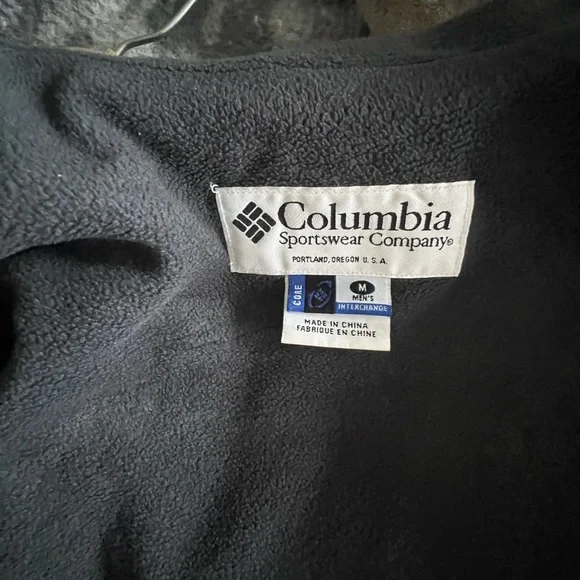 Columbia
Sportswear Company®
PORTLAND, OREGON U.S.A.
CORE
M
MEN'S
INTERCHANGE
MADE IN CHINA
FABRIQUE EN CHINE